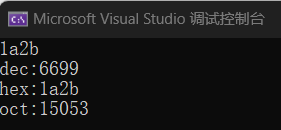 Microsoft Visual Studio 调试控制台
1a2b
dec:6699
hex:1a2b
oct:15053